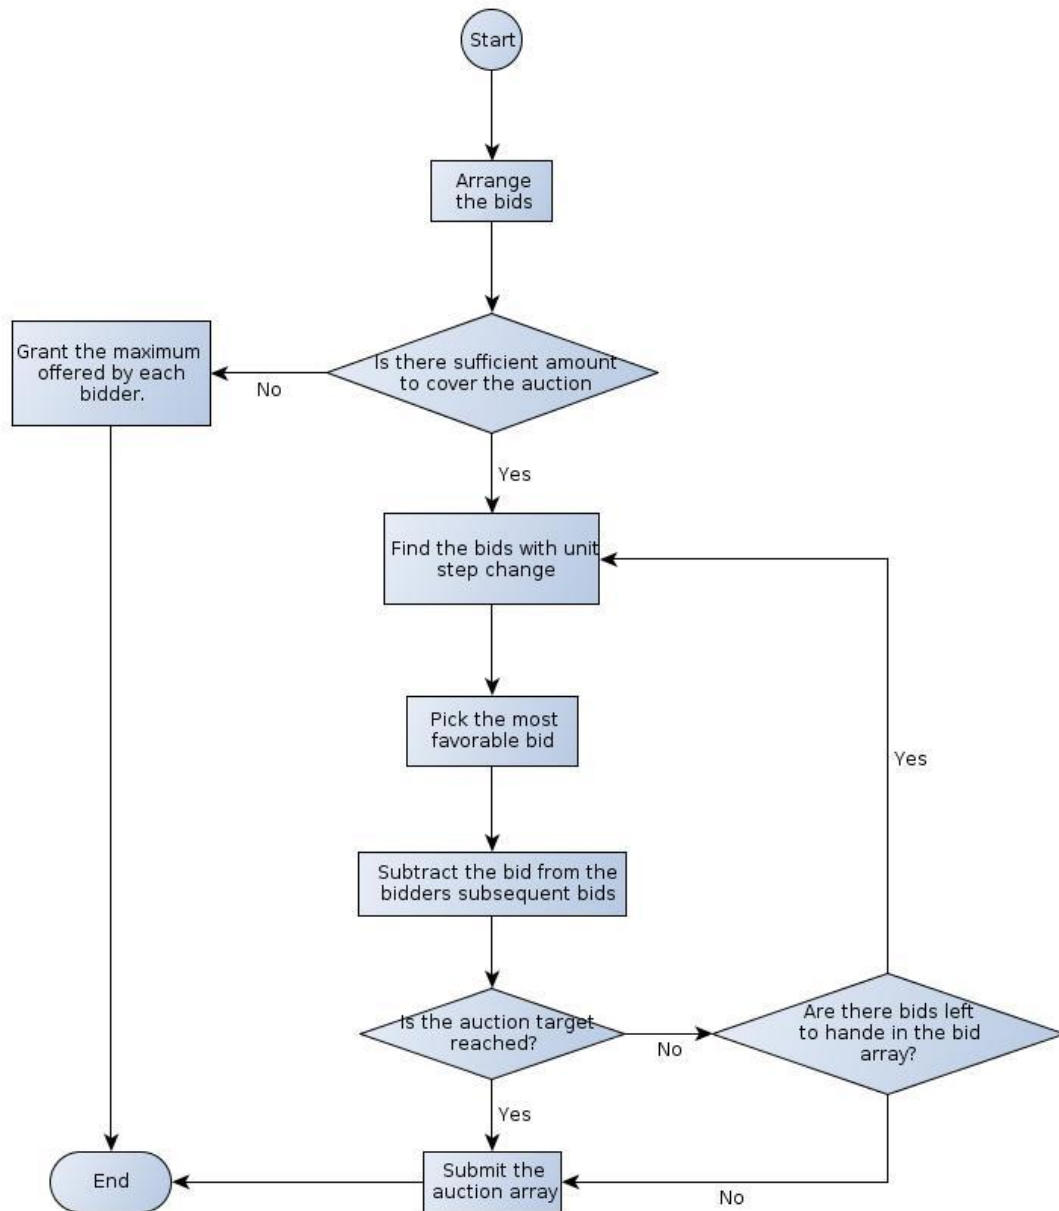 Start
Arrange
the bids
Is there sufficient amount
to cover the auction
Grant the maximum
offered by each
bidder.
No
Yes
Find the bids with unit
step change
Pick the most
favorable bid
Yes
Subtract the bid from the
bidders subsequent bids
Is the auction target
reached?
No
Are there bids left
to hande in the bid
array?
Yes
Submit the
auction array
No
End